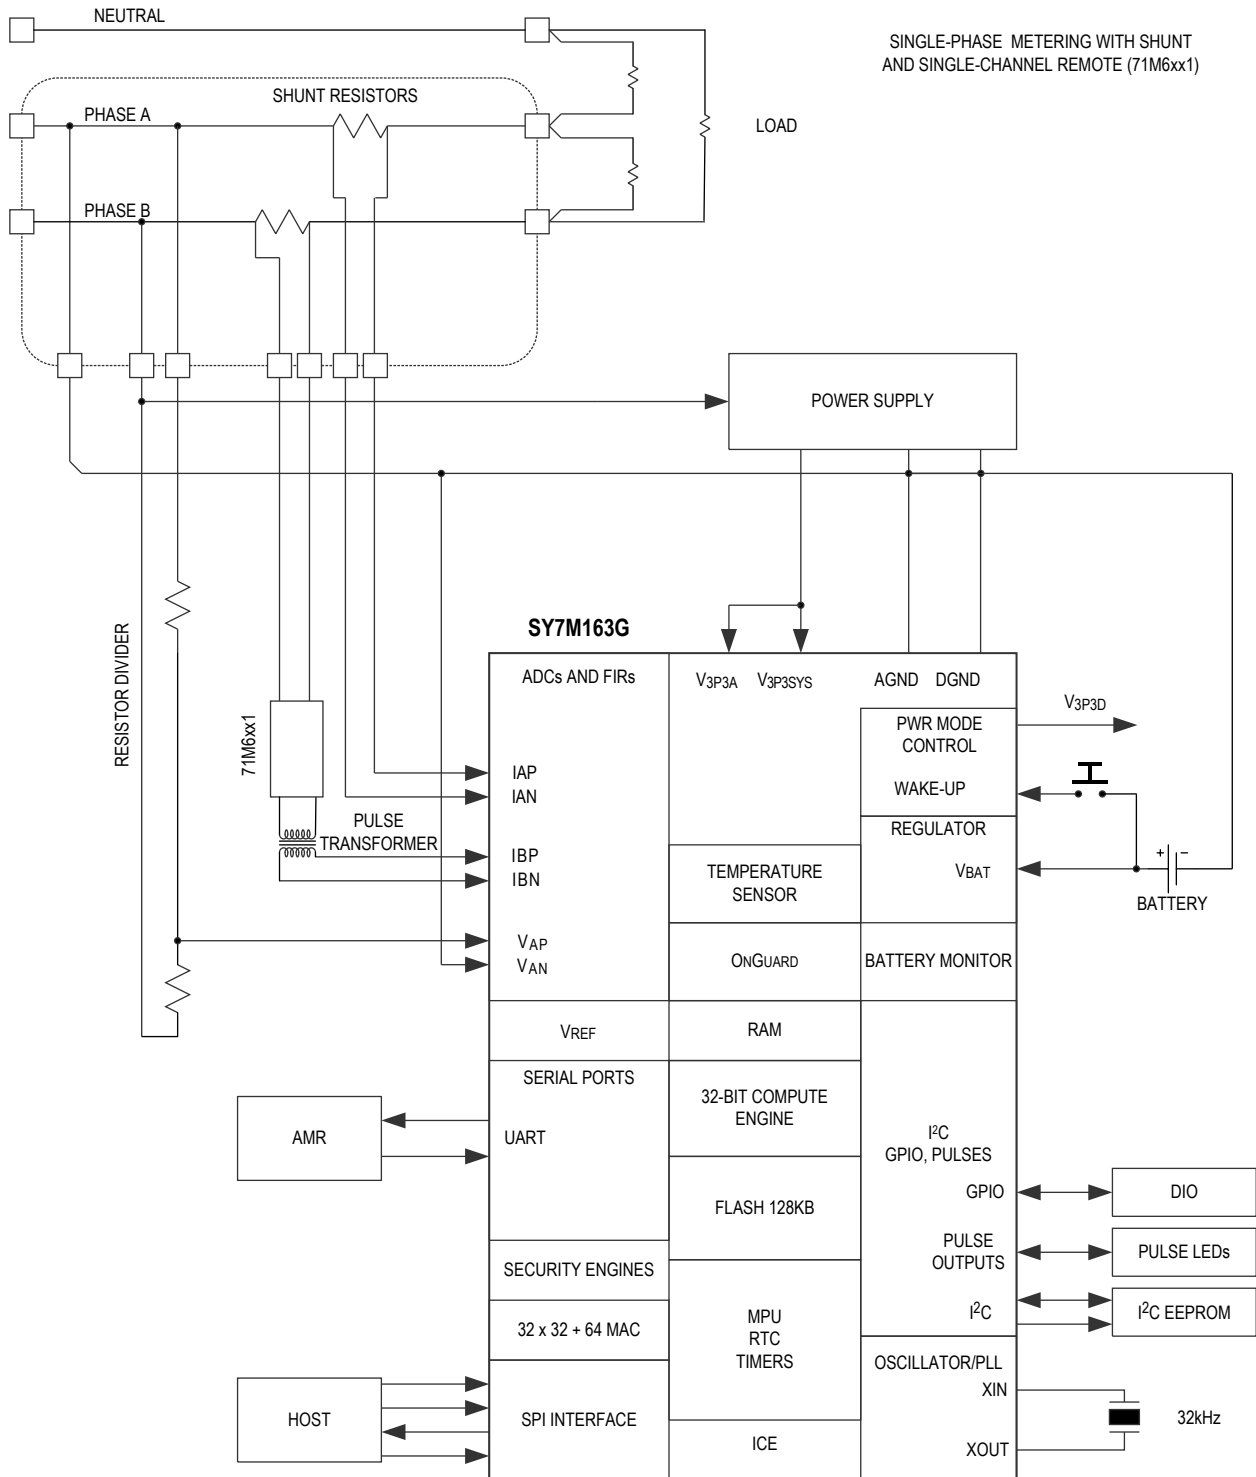 NEUTRAL
SINGLE-PHASE METERING WITH SHUNT
AND SINGLE-CHANNEL REMOTE (71M6xx1)
SHUNT RESISTORS
PHASE A
LOAD
PHASE B
POWER SUPPLY
SY7M163G
ADCs AND FIRs
V3P3A
V3P3SYS
AGND
DGND
V3P3D
RESISTOR DIVIDER
71M6xx1
PWR MODE
CONTROL
IAP
IAN
WAKE-UP
PULSE
TRANSFORMER
REGULATOR
IBP
IBN
TEMPERATURE
SENSOR
VBAT
+
–
BATTERY
VAP
VAN
ONGUARD
BATTERY MONITOR
VREF
RAM
SERIAL PORTS
32-BIT COMPUTE
ENGINE
AMR
UART
I2C
GPIO, PULSES
GPIO
DIO
FLASH 128KB
PULSE
OUTPUTS
PULSE LEDs
SECURITY ENGINES
I2C
I2C EEPROM
32 x 32 + 64 MAC
MPU
RTC
TIMERS
OSCILLATOR/PLL
XIN
HOST
SPI INTERFACE
32kHz
ICE
XOUT